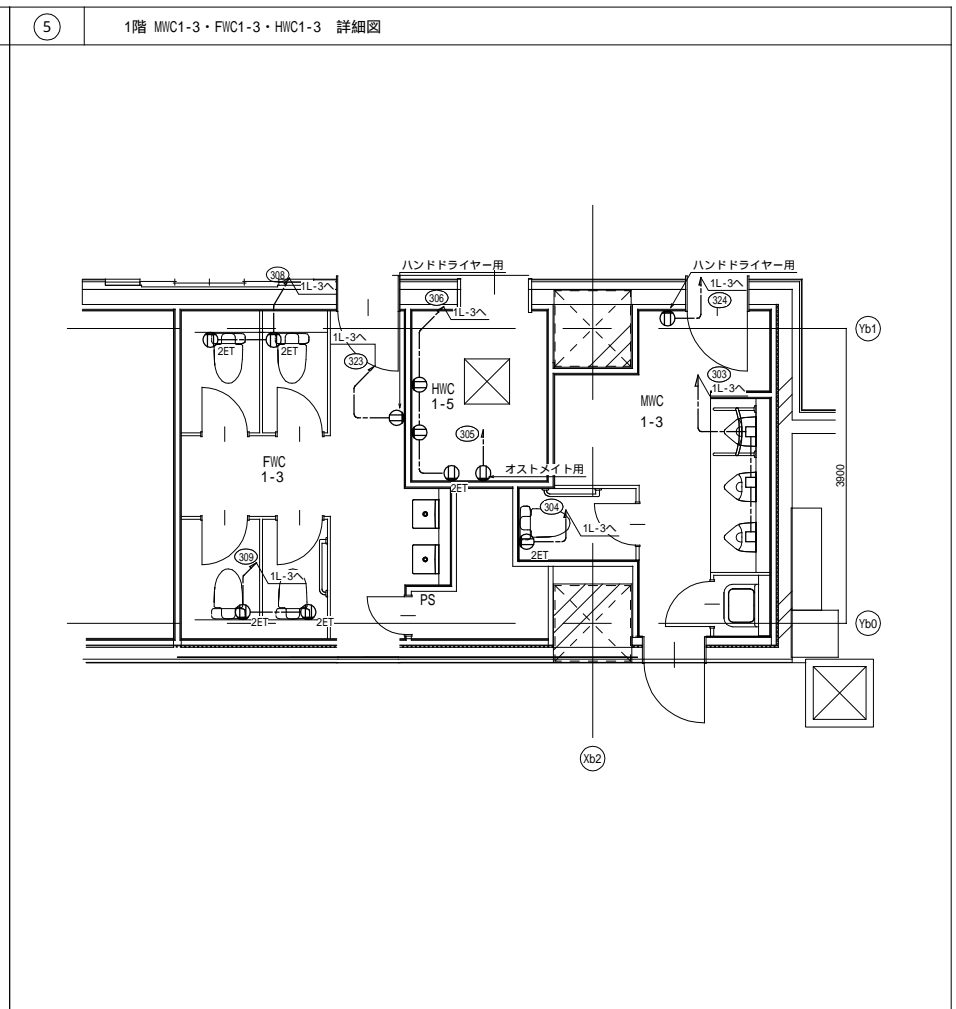 5
1階 MWC1-3・FWC1-3・HWC1-3 詳細図
ハンドドライヤー用
ハンドドライヤー用
308
1L-3へ
306
1L-3へ
1L-3へ
324
Yb1
1L-3へ
323
2ET
2ET
303
1L-3へ
HWC
1-5
MWC
1-3
305
FWC
1-3
オストメイト用
2ET
3900
304
1L-3へ
2ET
309
1L-3へ
PS
2ET
2ET
Yb0
Xb2